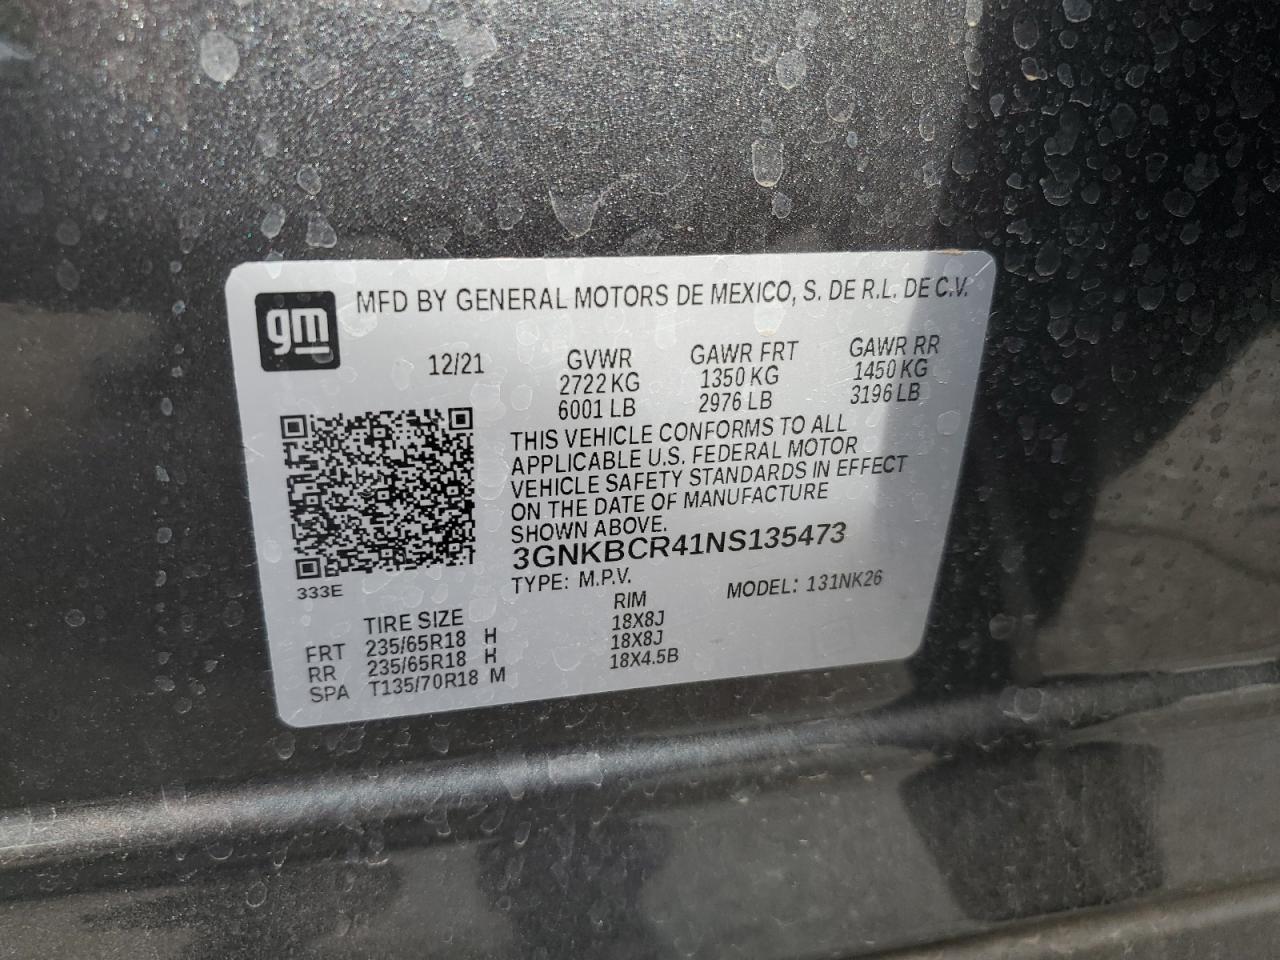 gm
MFD BY GENERAL MOTORS DE MEXICO, S. DE R.L. DE C.V.
12/21 GVWR GAWR FRT GAWR RR
2722 KG 1350 KG 1450 KG
6001 LB 2976 LB 3196 LB
THIS VEHICLE CONFORMS TO ALL
APPLICABLE U.S. FEDERAL MOTOR
VEHICLE SAFETY STANDARDS IN EFFECT
ON THE DATE OF MANUFACTURE
SHOWN ABOVE.
3GNKBCR41NS135473
333E
TYPE: M.P.V. MODEL: 131NK26
TIRE SIZE RIM
FRT 235/65R18 H 18X8J
RR 235/65R18 H 18X8J
SPA T135/70R18 M 18X4.5B